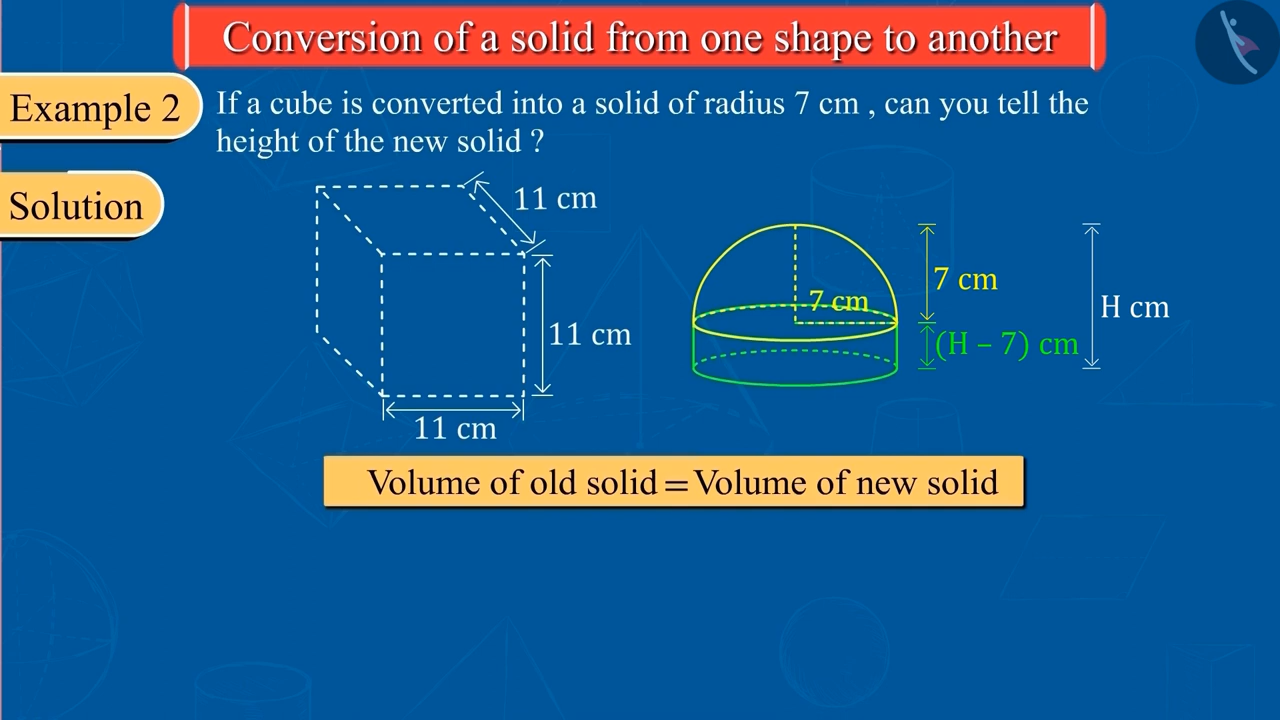 Conversion of a solid from one shape to another
Example 2
If a cube is converted into a solid of radius 7 cm , can you tell the
height of the new solid ?
Solution
11 cm
11 cm
11 cm
7 cm
7 cm
(H – 7) cm
H cm
Volume of old solid = Volume of new solid